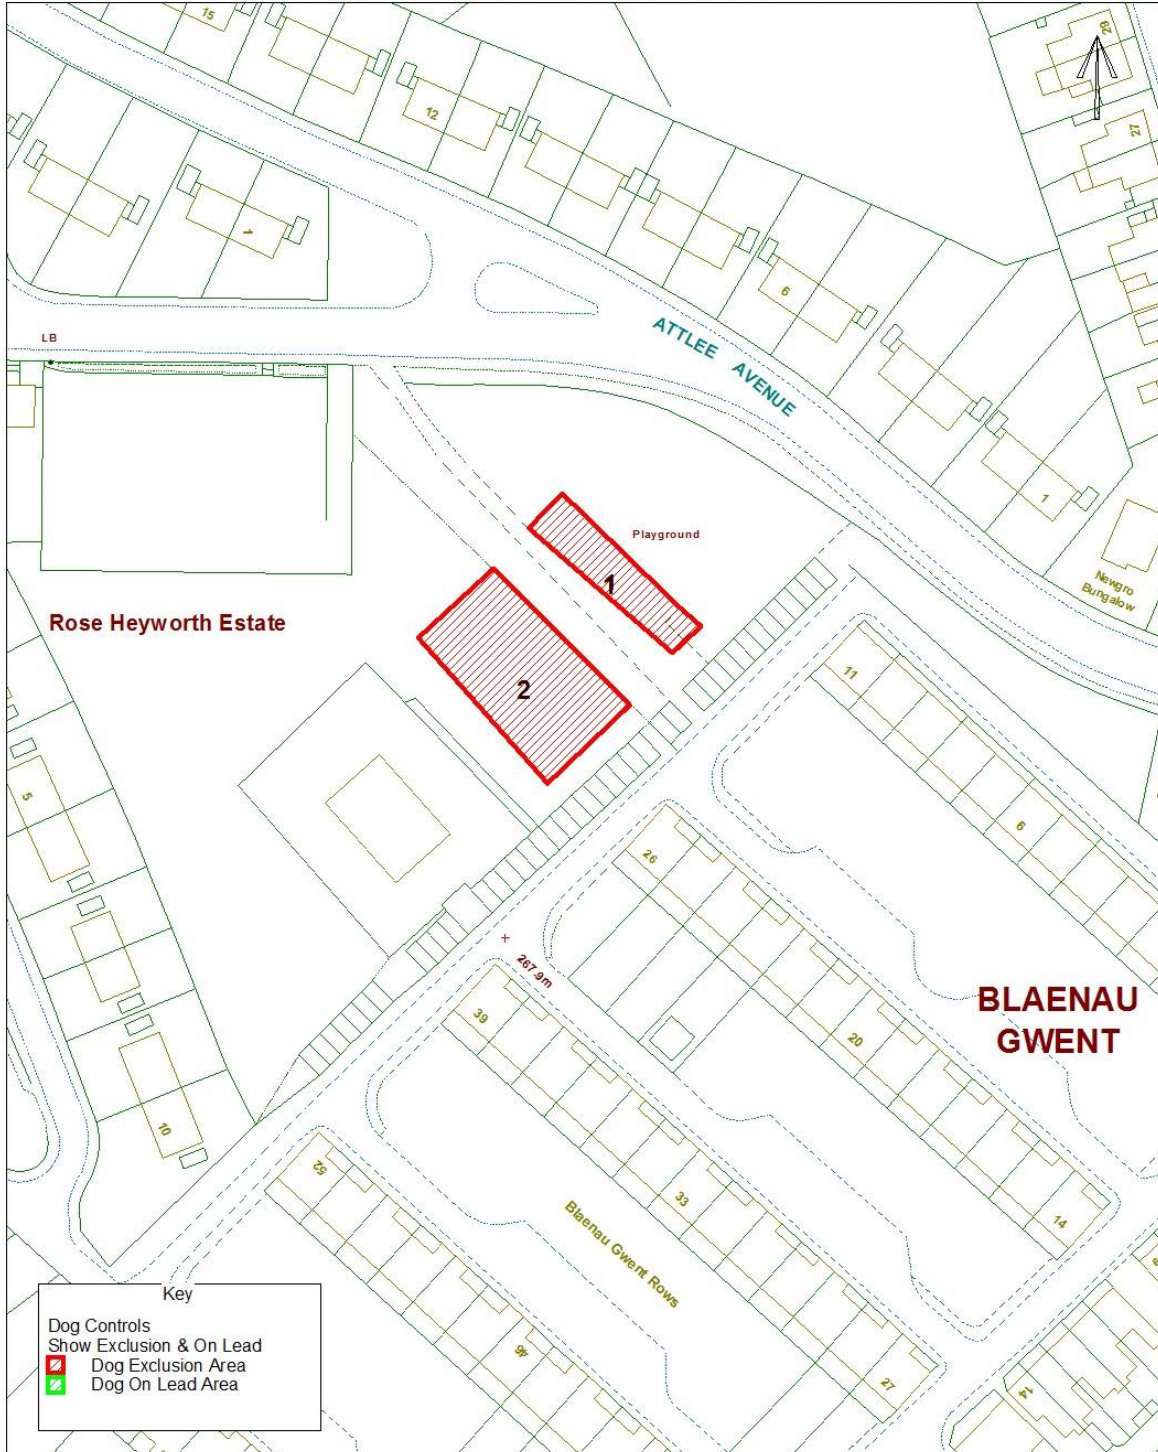 15
29
12
27
1
6
LB
ATTLEE AVENUE
1
Newgro
Bungalow
Playground
1
Rose Heyworth Estate
2
11
5
6
26
267.9m
BLAENAU
GWENT
39
20
10
52
33
14
Blaenau Gwent Rows
46
27
14
Key
Dog Controls
Show Exclusion & On Lead
Dog Exclusion Area
Dog On Lead Area